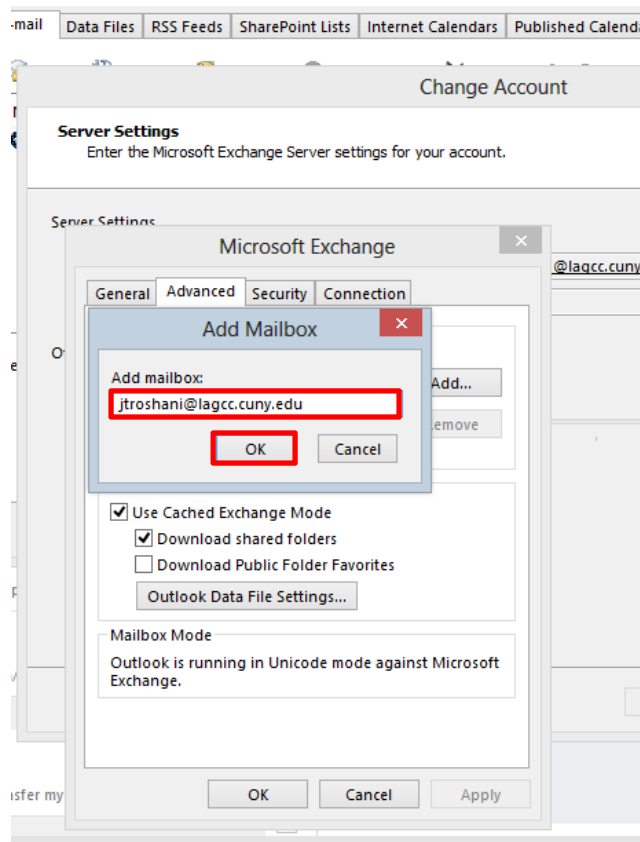 -mail Data Files RSS Feeds SharePoint Lists Internet Calendars Published Calenda
Change Account
Server Settings
Enter the Microsoft Exchange Server settings for your account.
Server Settings
Microsoft Exchange
@lagcc.cuny
General Advanced Security Connection
Add Mailbox
Add mailbox:
Add...
jtroshani@lagcc.cuny.edu
emove
OK Cancel
Use Cached Exchange Mode
Download shared folders
Download Public Folder Favorites
Outlook Data File Settings...
Mailbox Mode
Outlook is running in Unicode mode against Microsoft
Exchange.
nsfer my
OK Cancel Apply